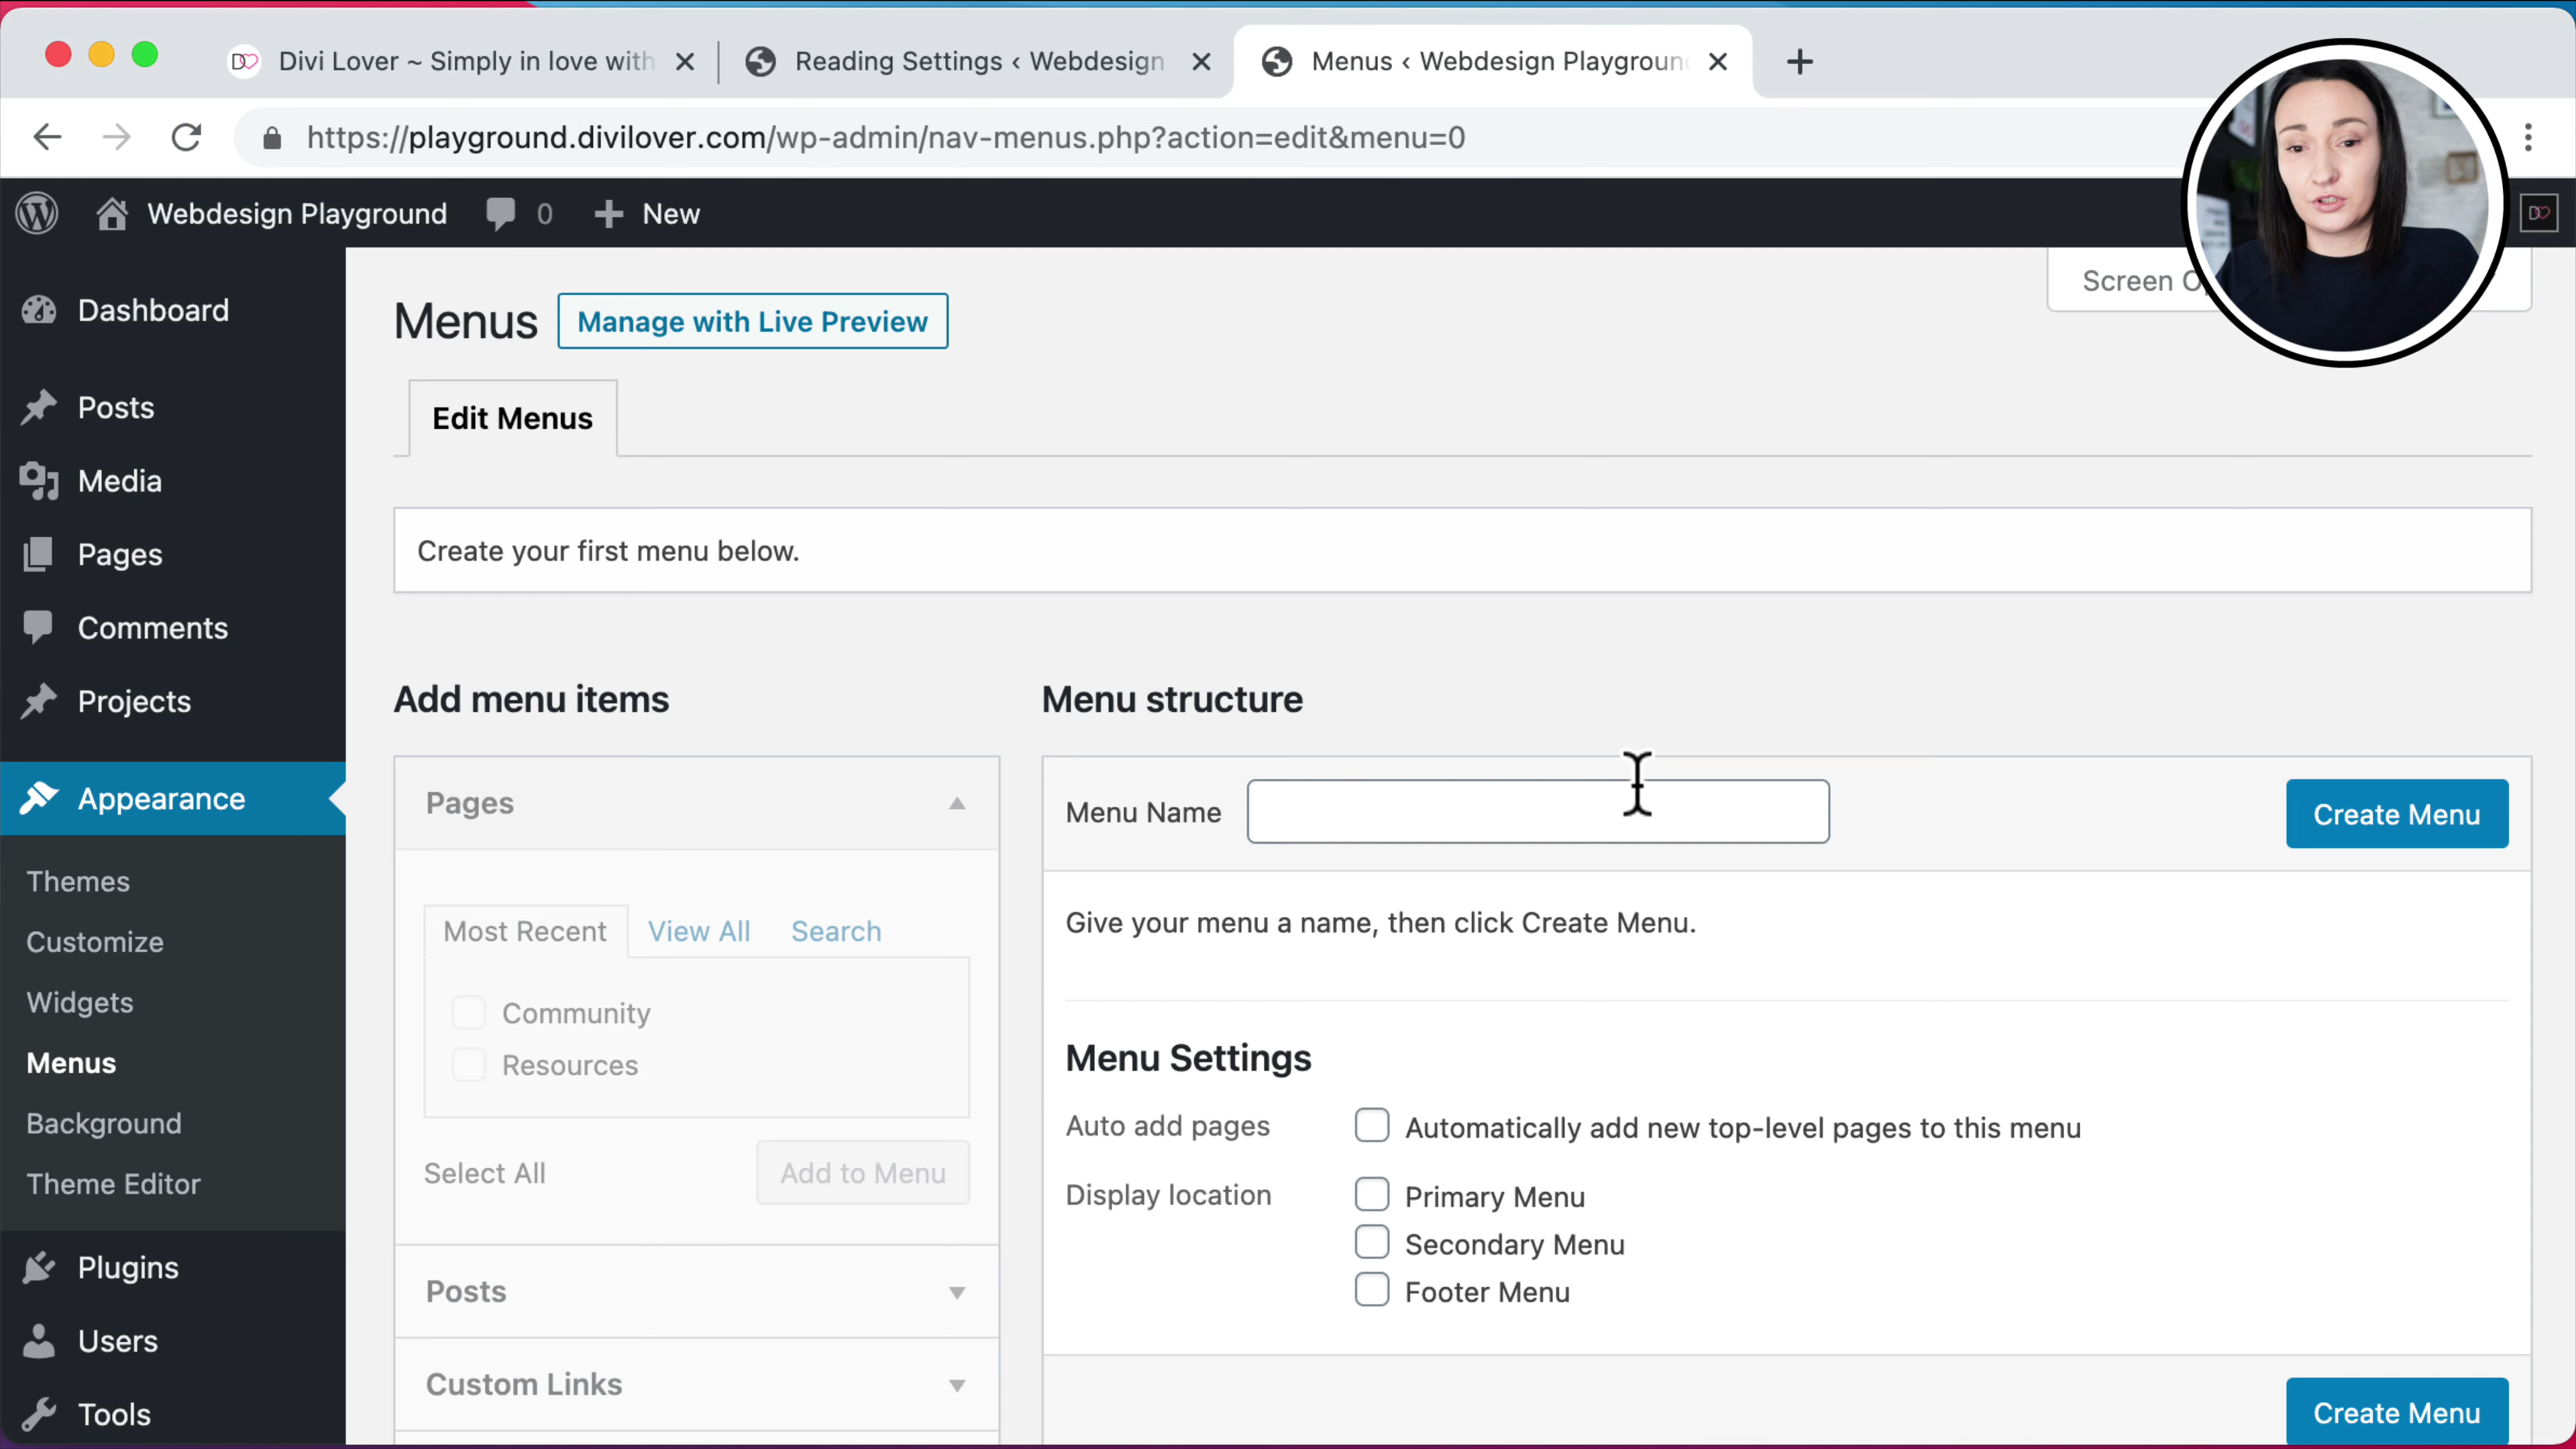 Divi Lover ~ Simply in love with
Reading Settings ‹ Webdesign
Menus ‹ Webdesign Playground
https://playground.divilover.com/wp-admin/nav-menus.php?action=edit&menu=0
Webdesign Playground
0
New
Screen O
Menus
Manage with Live Preview
Edit Menus
Create your first menu below.
Dashboard
Posts
Media
Pages
Comments
Projects
Appearance
Themes
Customize
Widgets
Menus
Background
Theme Editor
Plugins
Users
Tools
Add menu items
Pages
Most Recent
View All
Search
Community
Resources
Select All
Add to Menu
Posts
Custom Links
Menu structure
Menu Name
Create Menu
Give your menu a name, then click Create Menu.
Menu Settings
Auto add pages
Automatically add new top-level pages to this menu
Display location
Primary Menu
Secondary Menu
Footer Menu
Create Menu